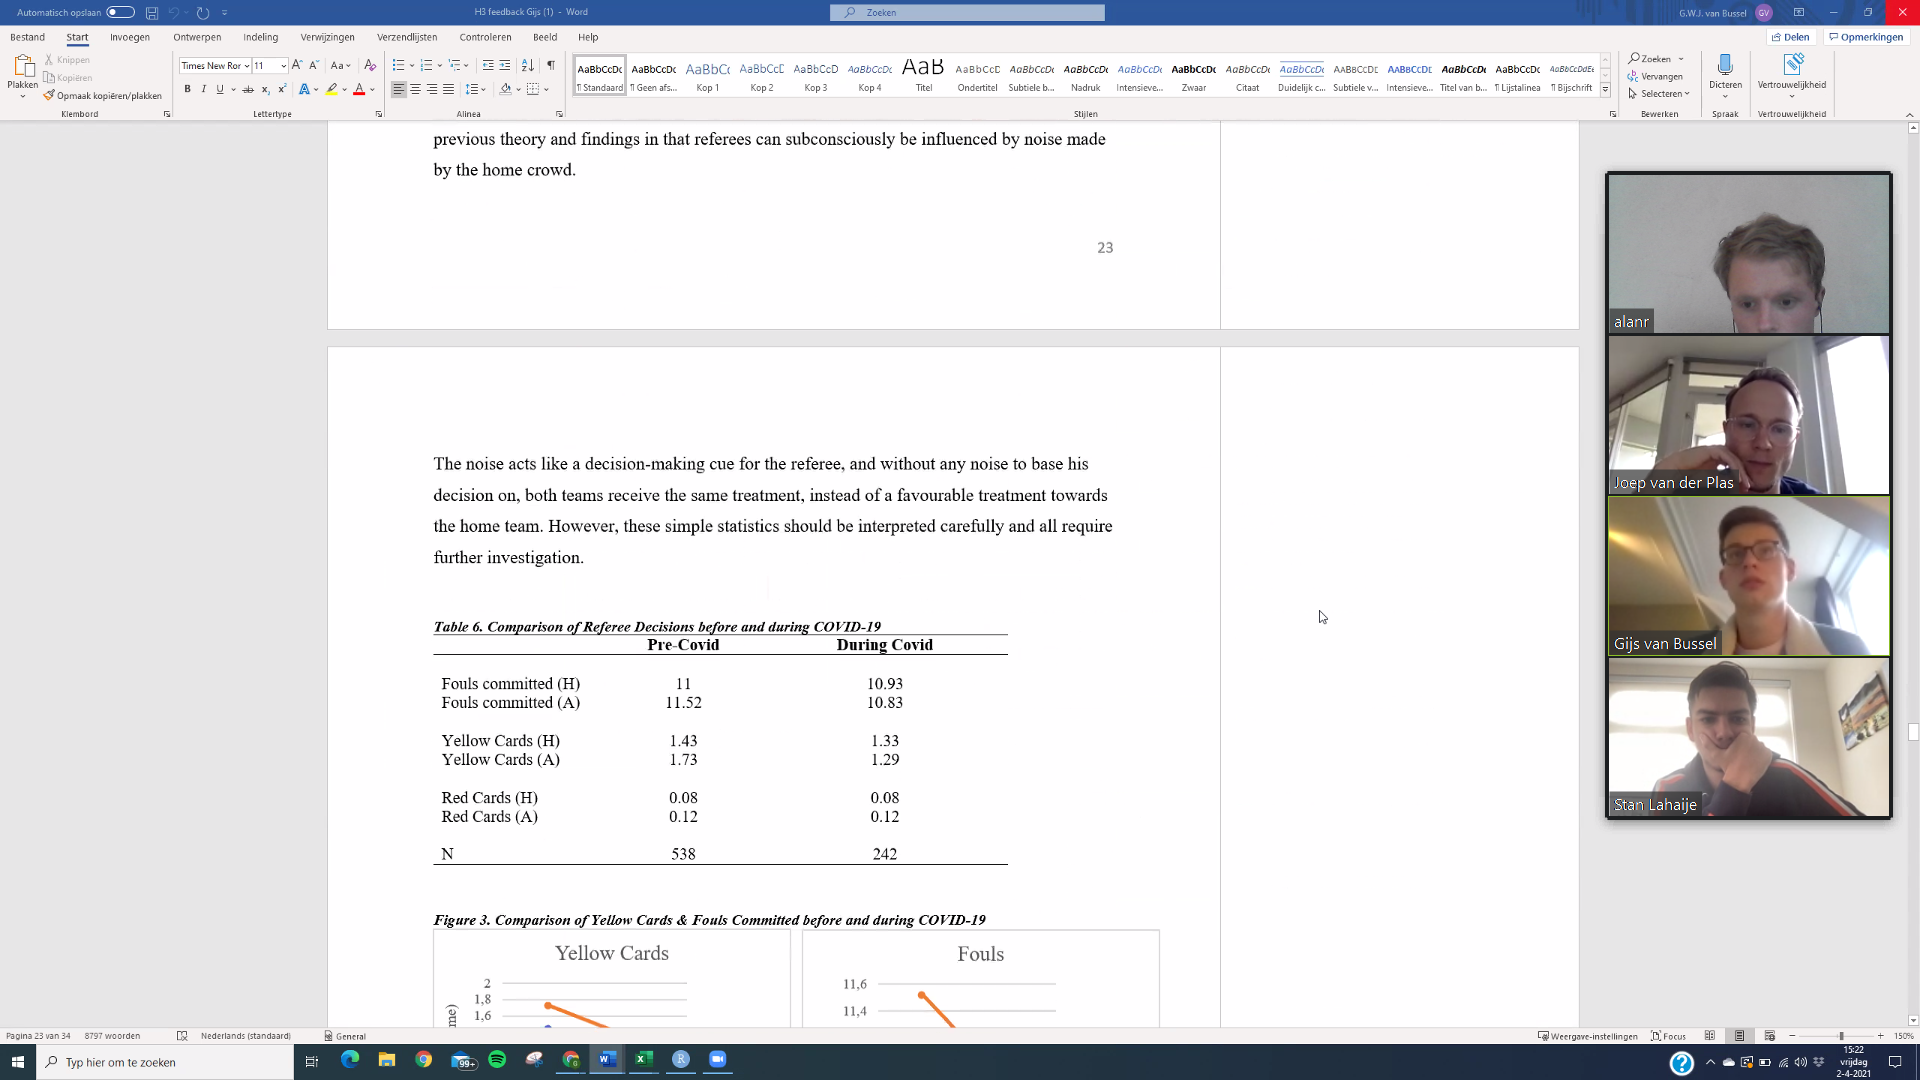 Automatisch opslaan
H3 feedback Gijs (1) - Word
Zoeken
G.W.J. van Bussel GV
Bestand Start Invoegen Ontwerpen Indeling Verwijzigingen Verzendlijsten Controleren Beeld Help
Delen Opmerkingen
Plakken
Knippen
Kopiëren
Opmaak kopiëren/plakken
Klembord
Times New Ror 11
Lettertype
Alinea
AaBbCcDc AaBbCcDc AaBbCc AaBbCcDc AaBbCcD AaBbCcDc AaB AaBbCcD AaBbCcDc AaBbCcDc AaBbCcDc AaBbCcDc AaBbCcDc AaBbCcDc AaBbCcDc AaBbCcDc AaBbCcDc AaBbCcDc AaBbCcDdEe
¶ Standaard ¶ Geen afs... Kop 1 Kop 2 Kop 3 Kop 4 Titel Ondertitel Subtiele b... Nadruk Intensieve... Zwaar Citaat Duidelijk c... Subtiele v... Intensieve... Titel van b... ¶ Lijstalinea ¶ Bijschrift
Stijlen
Zoeken
Vervangen
Selecteren
Bewerken
Dicteren
Spraak
Vertrouwelijkheid
Vertrouwelijkheid
previous theory and findings in that referees can subconsciously be influenced by noise made
by the home crowd.
23
The noise acts like a decision-making cue for the referee, and without any noise to base his
decision on, both teams receive the same treatment, instead of a favourable treatment towards
the home team. However, these simple statistics should be interpreted carefully and all require
further investigation.
Table 6. Comparison of Referee Decisions before and during COVID-19
Pre-Covid During Covid
Fouls committed (H) 11 10.93
Fouls committed (A) 11.52 10.83
Yellow Cards (H) 1.43 1.33
Yellow Cards (A) 1.73 1.29
Red Cards (H) 0.08 0.08
Red Cards (A) 0.12 0.12
N 538 242
Figure 3. Comparison of Yellow Cards & Fouls Committed before and during COVID-19
Yellow Cards
2
1,8
1,6
me)
Fouls
11,6
11,4
alanr
Joep van der Plas
Gijs van Bussel
Stan Lahaije
Pagina 23 van 34 8797 woorden Nederlands (standaard) General
Weergave-instellingen Focus 150%
Typ hier om te zoeken
99+
15:22
vrijdag
2-4-2021